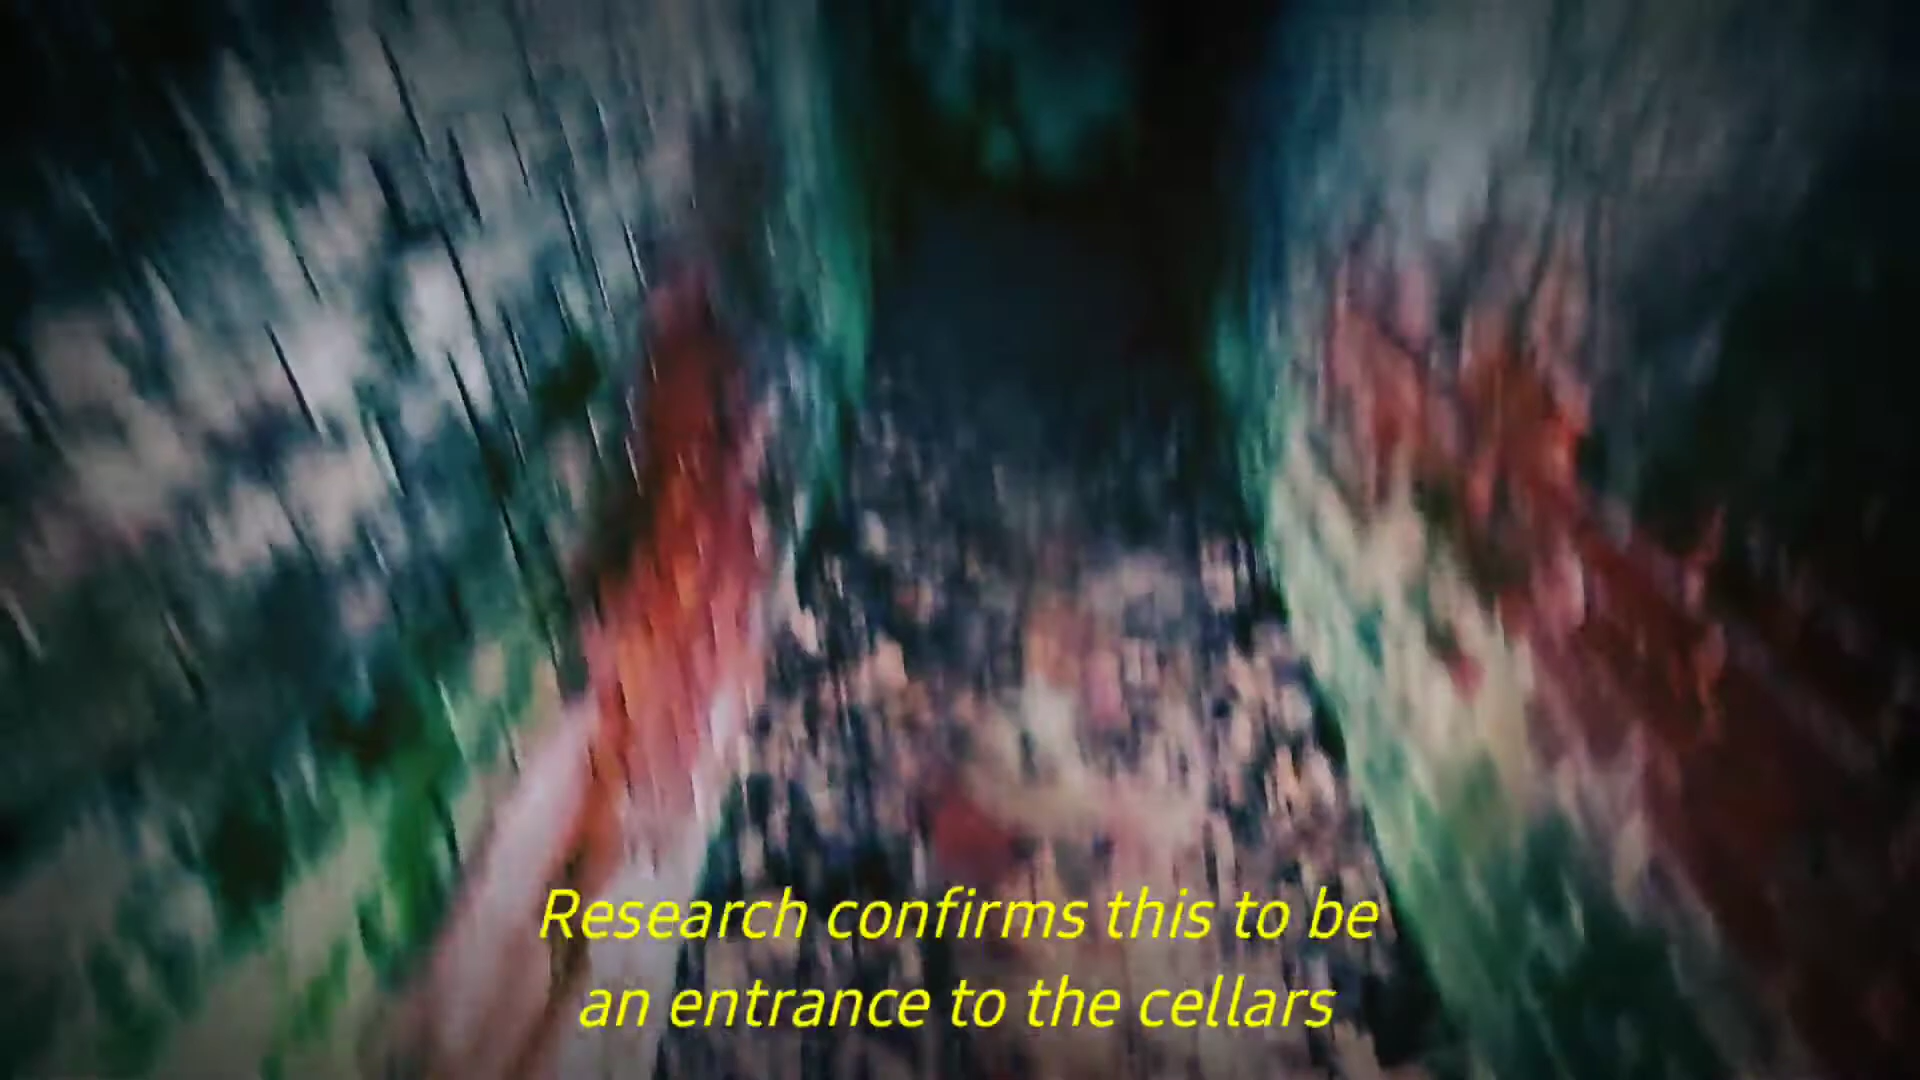 Research confirms this to be
an entrance to the cellars